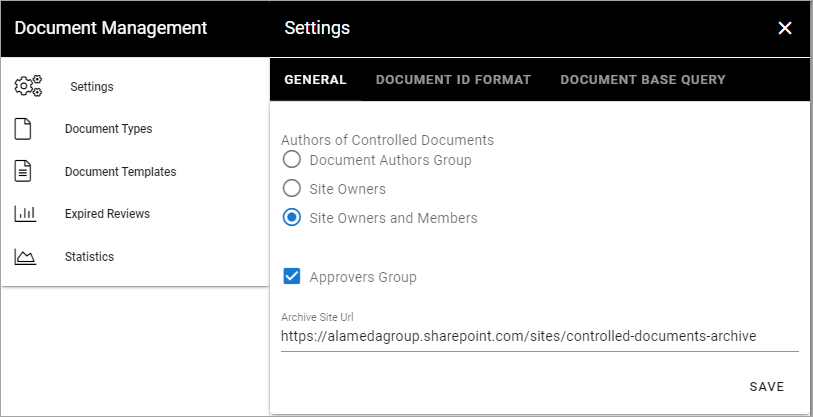 Document Management
Settings
Document Types
Document Templates
Expired Reviews
Statistics
Settings
GENERAL DOCUMENT ID FORMAT DOCUMENT BASE QUERY
Authors of Controlled Documents
Document Authors Group
Site Owners
Site Owners and Members
Approvers Group
Archive Site Url
https://alamedagroup.sharepoint.com/sites/controlled-documents-archive
SAVE